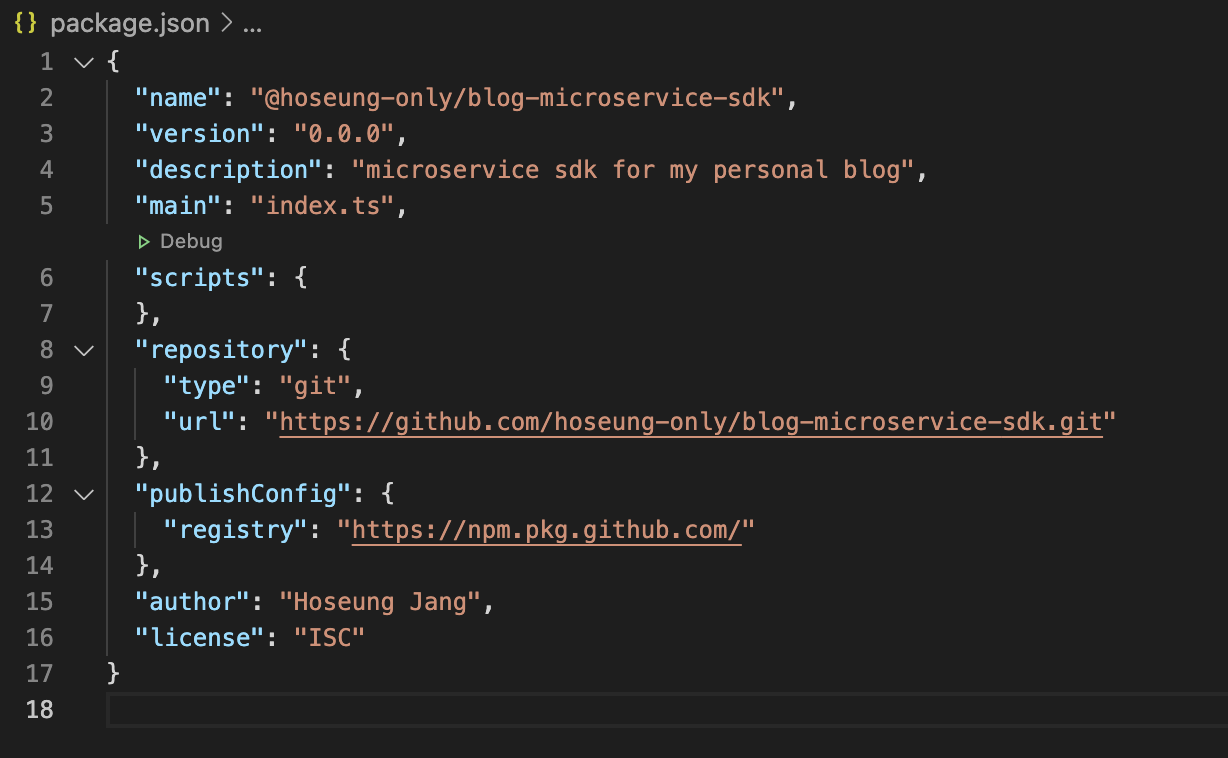 {} package.json > ...
1 {
2 "name": "@hoseung-only/blog-microservice-sdk",
3 "version": "0.0.0",
4 "description": "microservice sdk for my personal blog",
5 "main": "index.ts",
Debug
6 "scripts": {
7 },
8 "repository": {
9 "type": "git",
10 "url": "https://github.com/hoseung-only/blog-microservice-sdk.git"
11 },
12 "publishConfig": {
13 "registry": "https://npm.pkg.github.com/"
14 },
15 "author": "Hoseung Jang",
16 "license": "ISC"
17 }
18